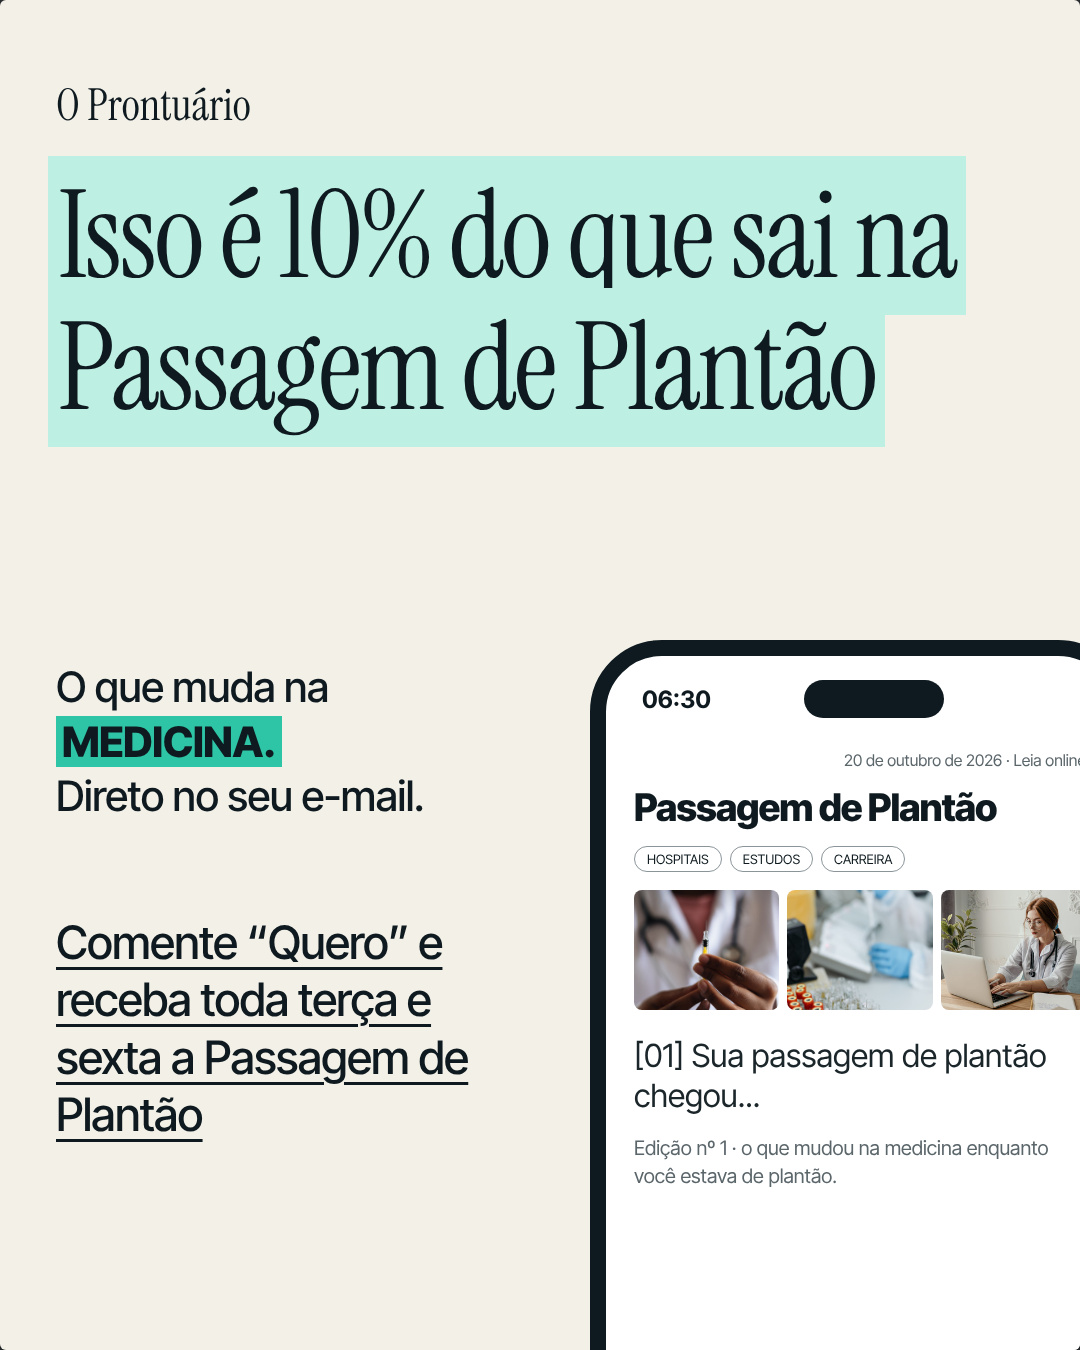 O Prontuário
Isso é 10% do que sai na
Passagem de Plantão
O que muda na
MEDICINA.
Direto no seu e-mail.
Comente “Quero” e
receba toda terça e
sexta a Passagem de
Plantão
06:30
20 de outubro de 2026 · Leia online
Passagem de Plantão
HOSPITAIS ESTUDOS CARREIRA
[01] Sua passagem de plantão
chegou...
Edição nº 1 · o que mudou na medicina enquanto
você estava de plantão.